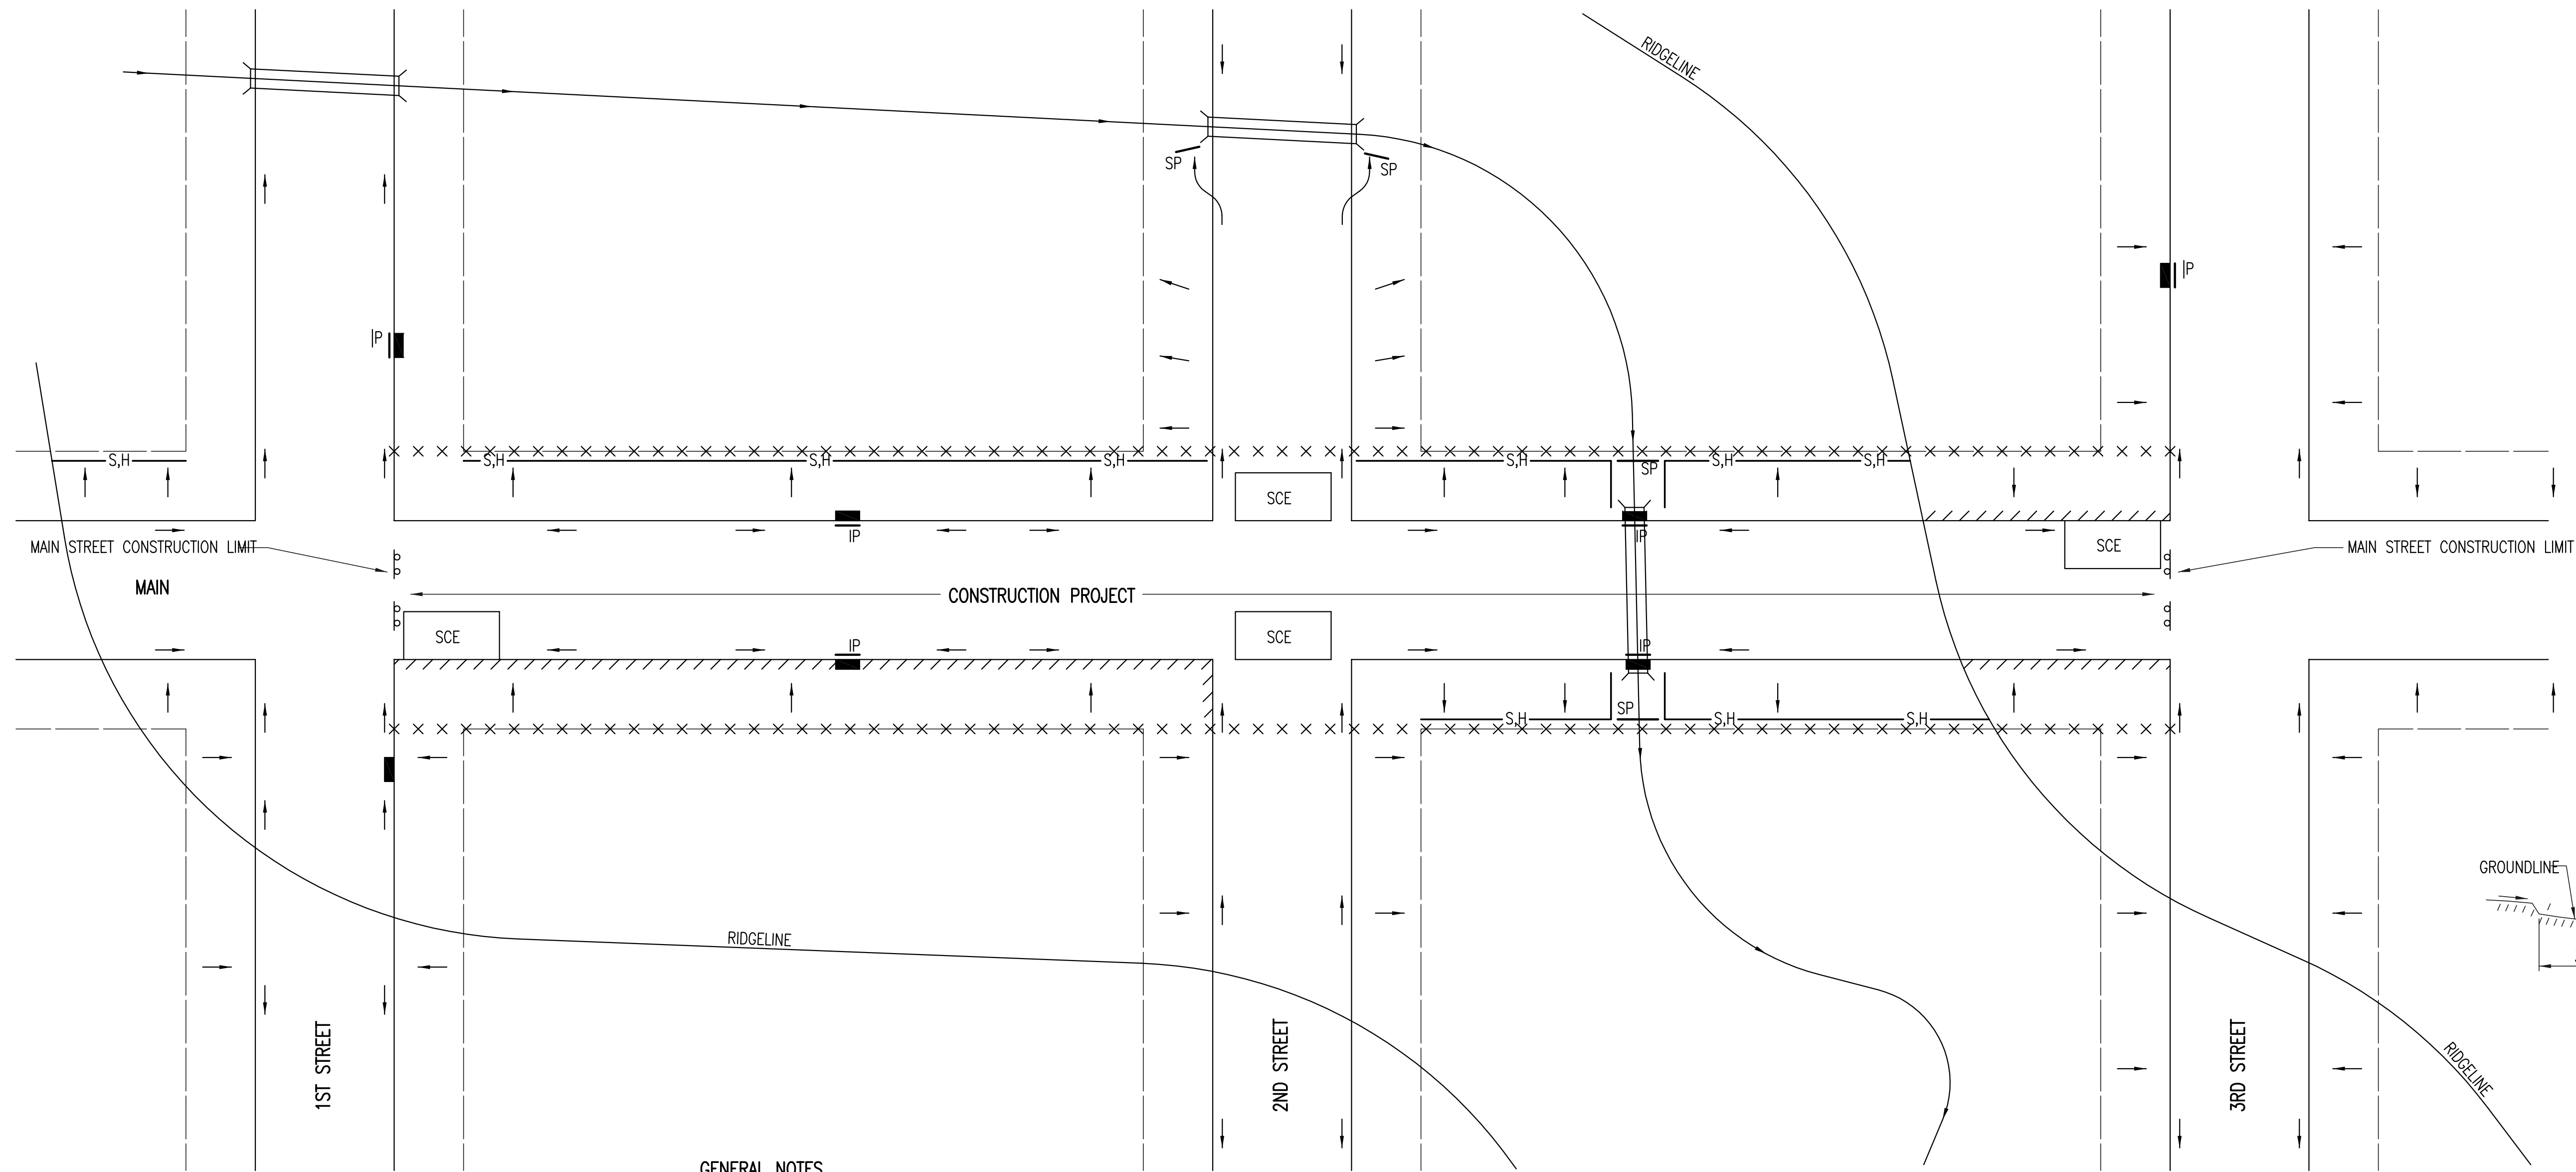 RIDGELINE
SP
SP
IP
IP
S,H
S,H
S,H
S,H
S,H
SP
S,H
S,H
SCE
IP
IP
MAIN STREET CONSTRUCTION LIMIT
SCE
MAIN STREET CONSTRUCTION LIMIT
MAIN
CONSTRUCTION PROJECT
SCE
SCE
IP
IP
S,H
SP
S,H
S,H
GROUNDLINE
RIDGELINE
1ST STREET
2ND STREET
3RD STREET
RIDGELINE
GENERAL NOTES